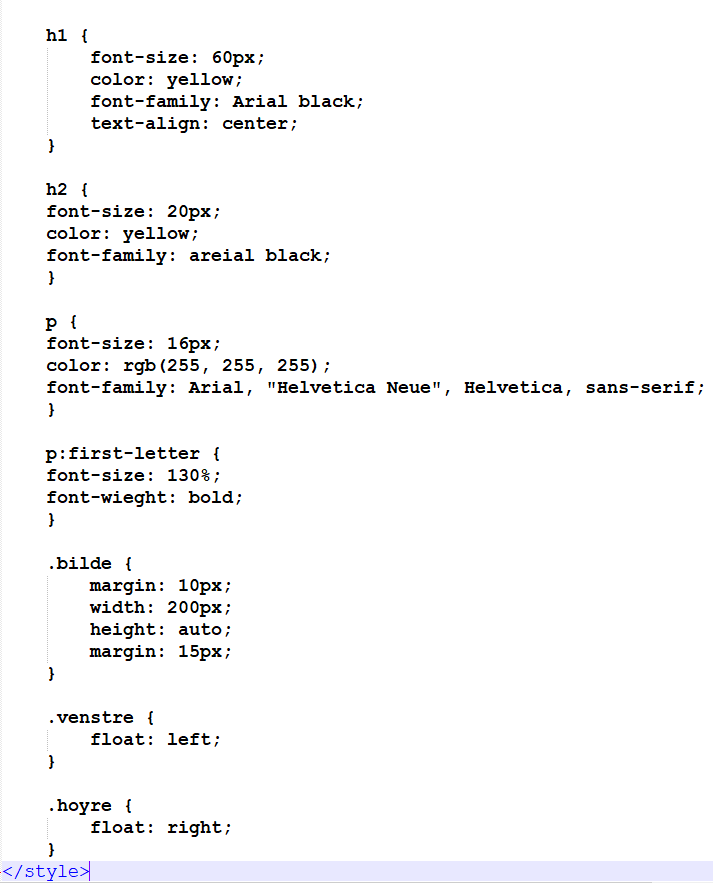 h1 {
font-size: 60px;
color: yellow;
font-family: Arial black;
text-align: center;
}
h2 {
font-size: 20px;
color: yellow;
font-family: areial black;
}
p {
font-size: 16px;
color: rgb(255, 255, 255);
font-family: Arial, "Helvetica Neue", Helvetica, sans-serif;
}
p:first-letter {
font-size: 130%;
font-wieght: bold;
}
.bilde {
margin: 10px;
width: 200px;
height: auto;
margin: 15px;
}
.venstre {
float: left;
}
.hoyre {
float: right;
}
</style>